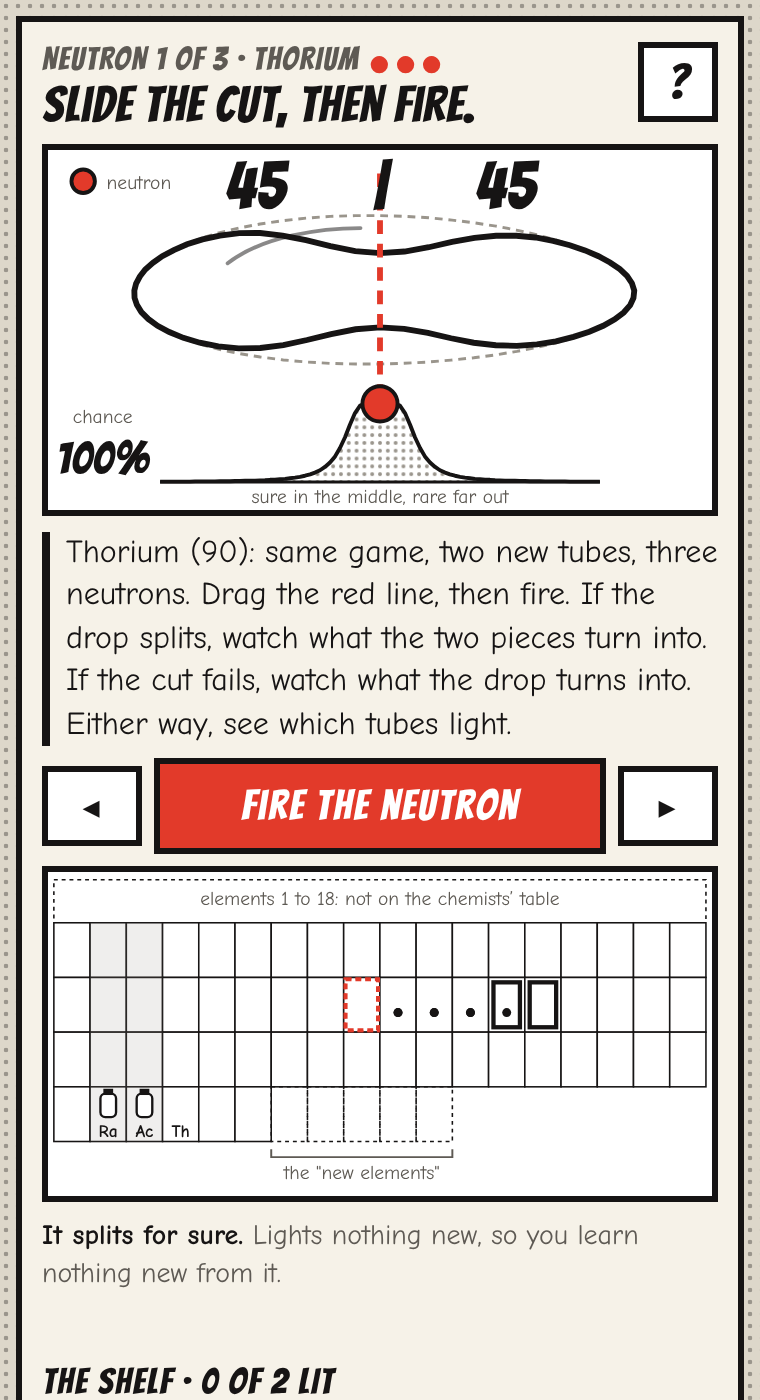 NEUTRON 1 OF 3 · THORIUM
SLIDE THE CUT, THEN FIRE.
?
neutron
45 / 45
chance
100%
sure in the middle, rare far out
Thorium (90): same game, two new tubes, three
neutrons. Drag the red line, then fire. If the
drop splits, watch what the two pieces turn into.
If the cut fails, watch what the drop turns into.
Either way, see which tubes light.
◄ FIRE THE NEUTRON ►
elements 1 to 18: not on the chemists' table
Ra Ac Th
the "new elements"
It splits for sure. Lights nothing new, so you learn
nothing new from it.
THE SHELF · 0 OF 2 LIT